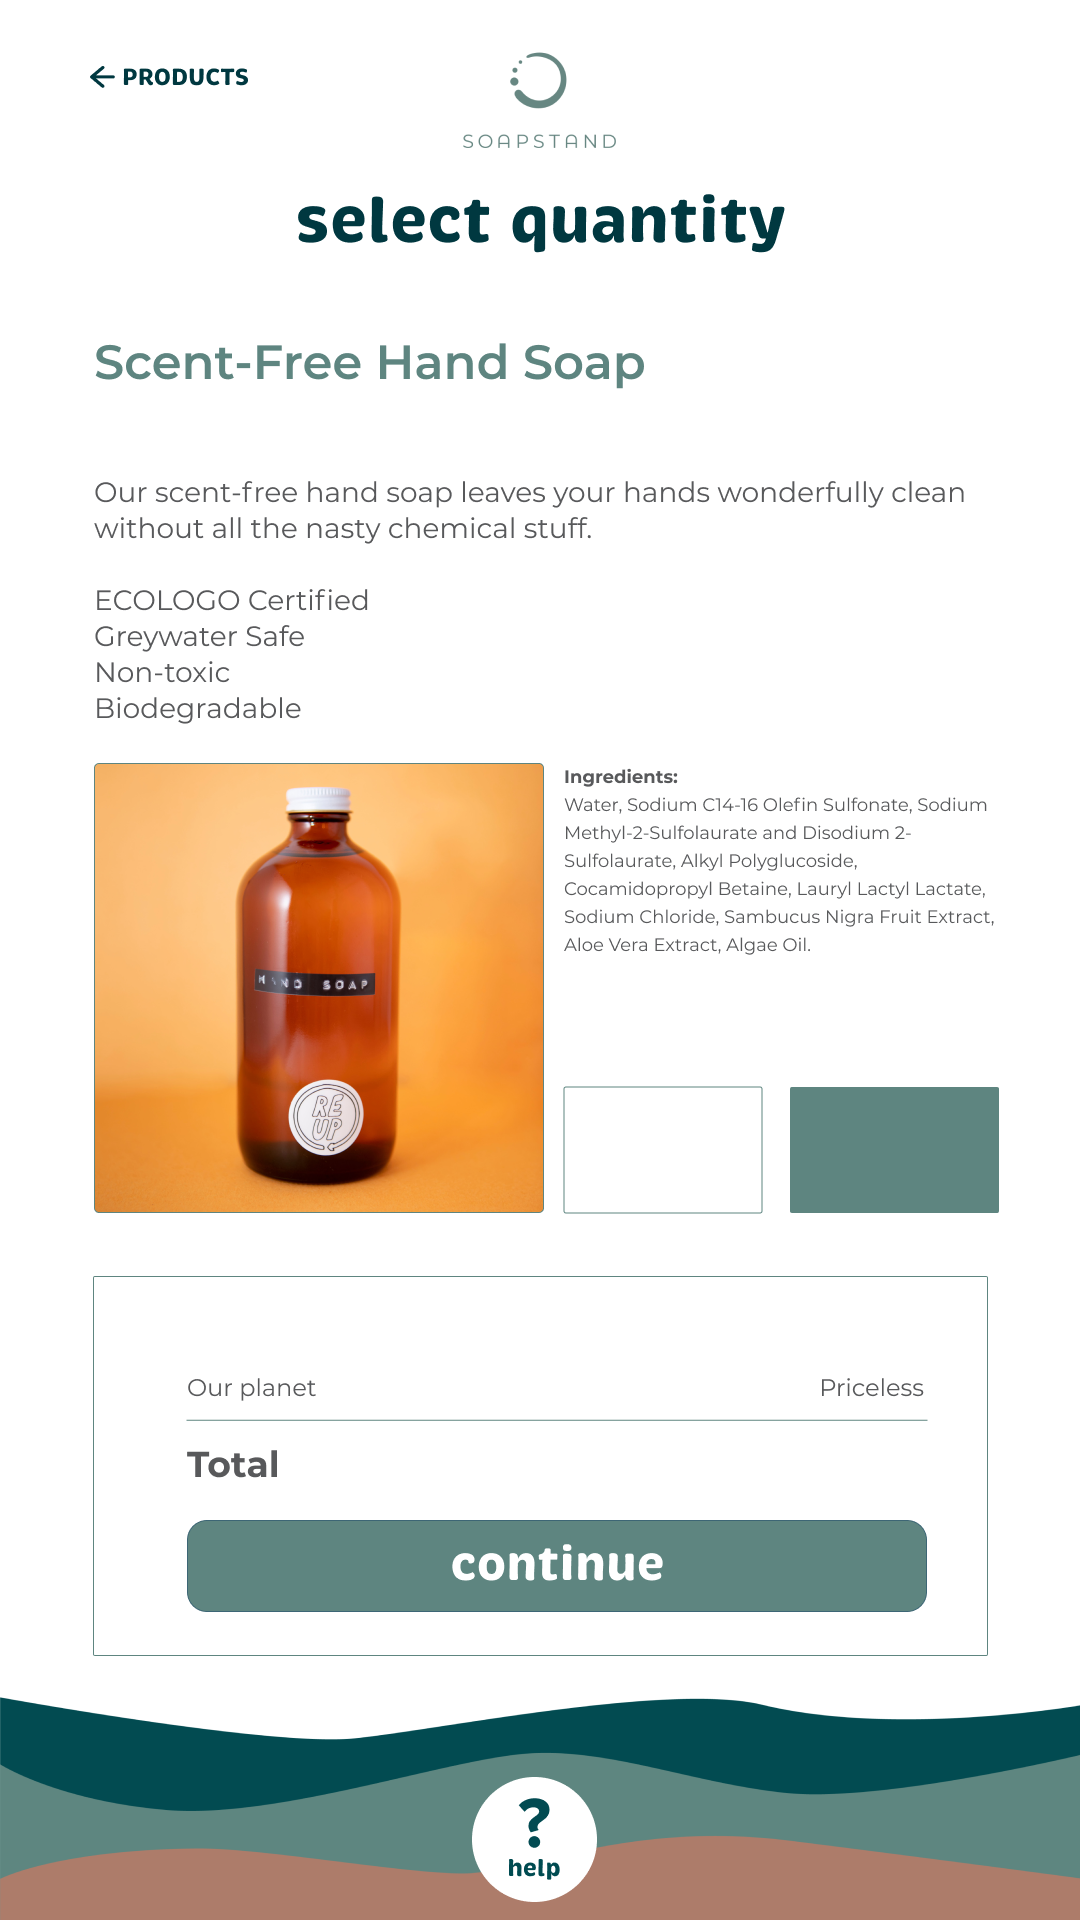 PRODUCTS
SOAPSTAND
select quantity
Scent-Free Hand Soap
Our scent-free hand soap leaves your hands wonderfully clean
without all the nasty chemical stuff.
ECOLOGO Certified
Greywater Safe
Non-toxic
Biodegradable
Ingredients:
Water, Sodium C14-16 Olefin Sulfonate, Sodium
Methyl-2-Sulfolaurate and Disodium 2-
Sulfolaurate, Alkyl Polyglucoside,
Cocamidopropyl Betaine, Lauryl Lactyl Lactate,
Sodium Chloride, Sambucus Nigra Fruit Extract,
Aloe Vera Extract, Algae Oil.
HAND SOAP
RE
UP
Our planet Priceless
Total
continue
?
help